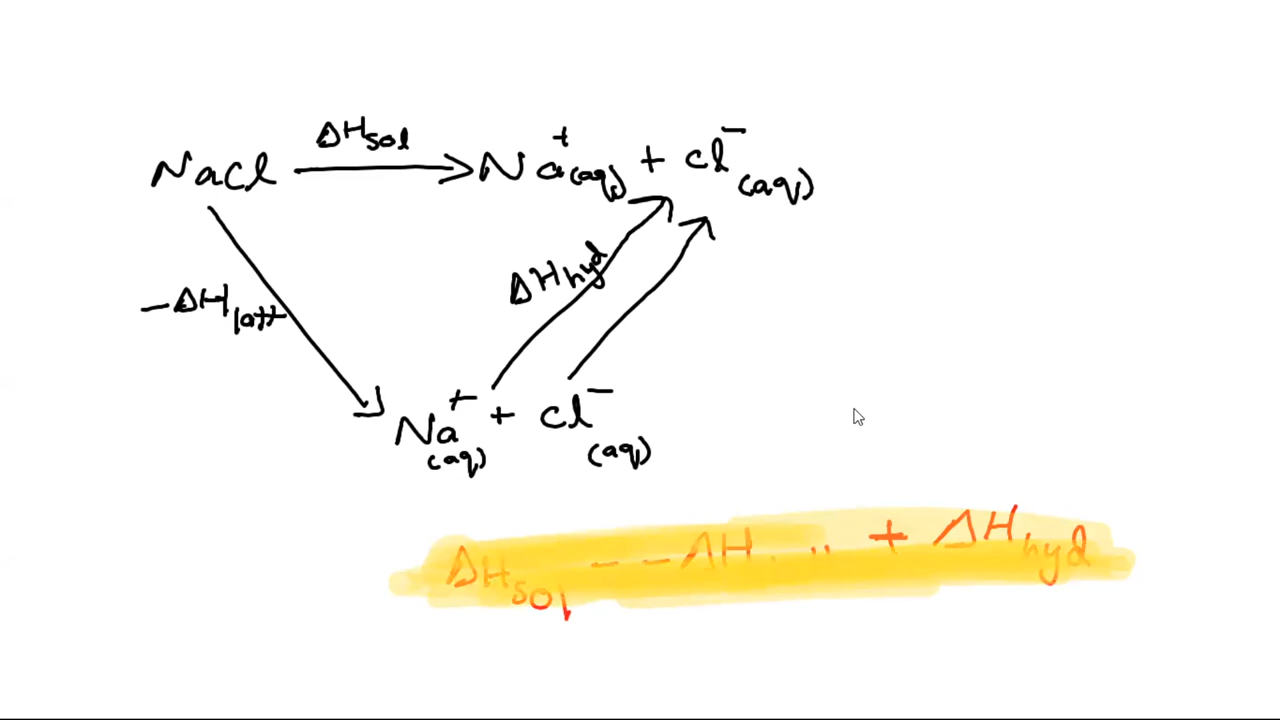 ΔHsol
NaCl → Na⁺(aq) + Cl⁻(aq)
ΔHhyd
−ΔHlatt
Na⁺(aq) + Cl⁻(aq)
ΔHsol = −ΔH + ΔHhyd